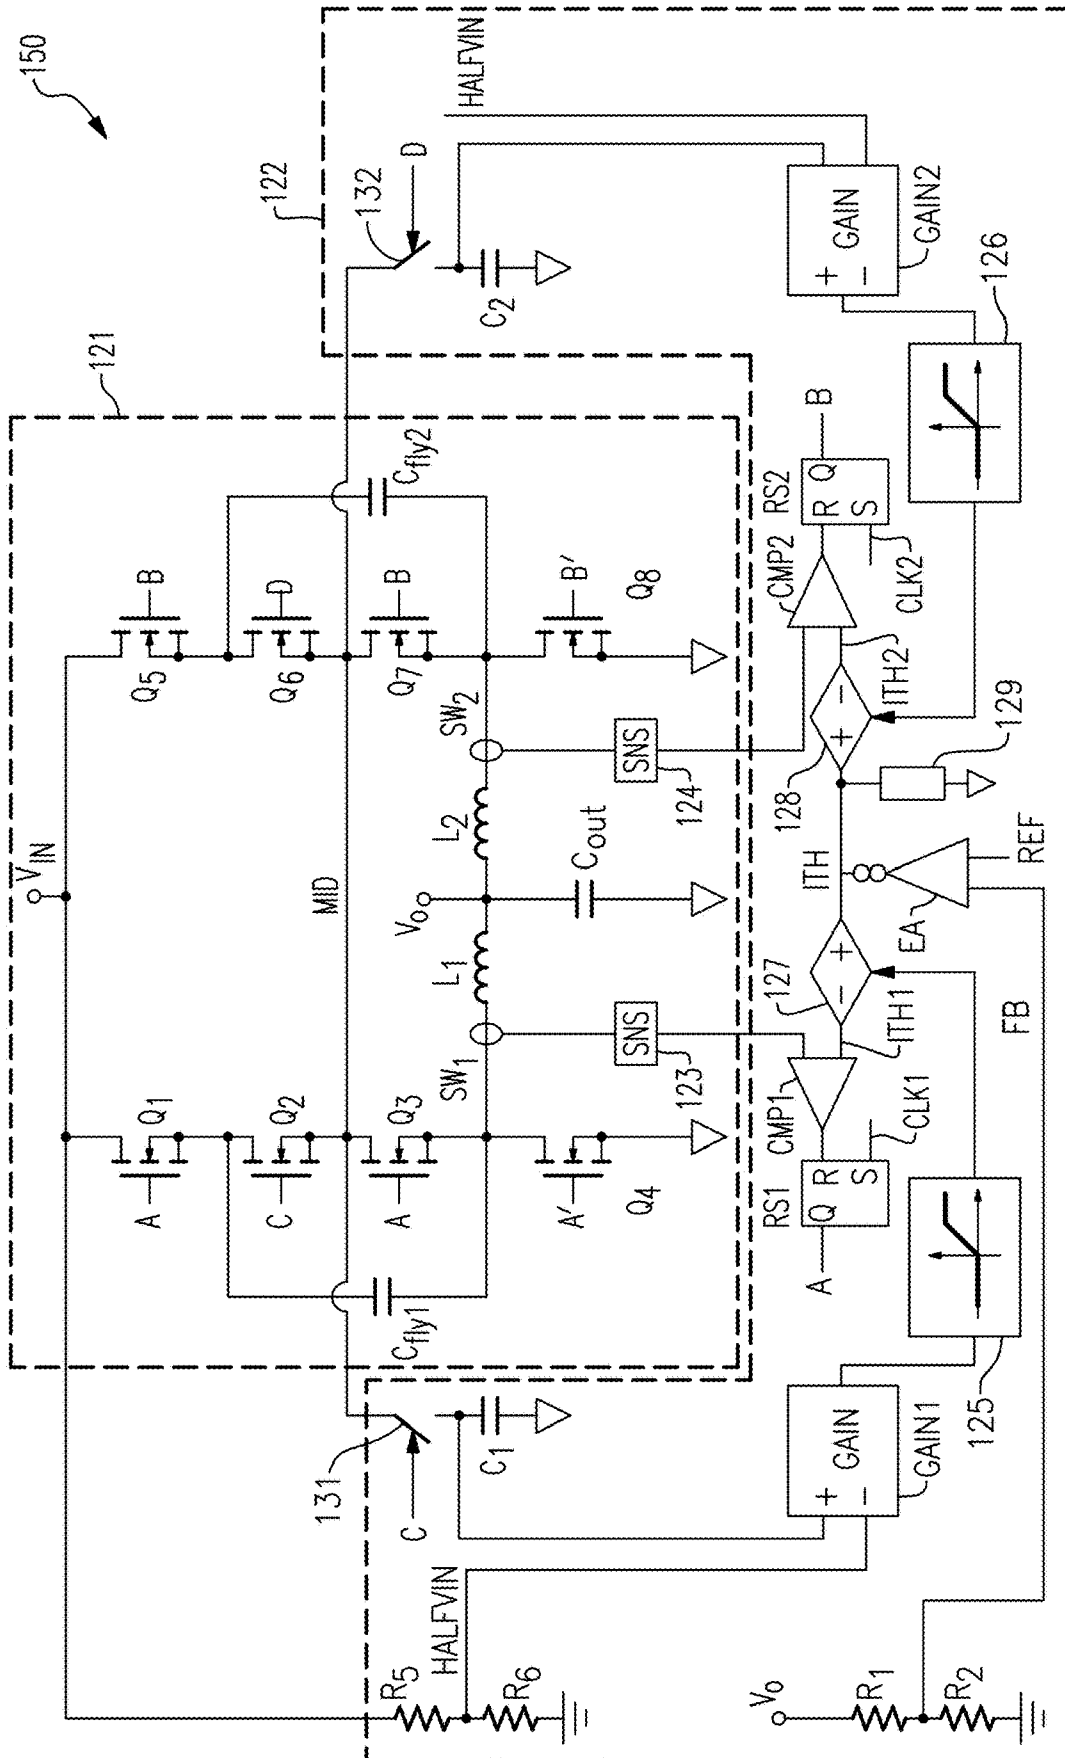 150
122
HALFVIN
D
132
C2
+ GAIN
−
GAIN2
126
121
VIN
Q5
B
Q6
D
Q7
B
B′
Q8
Cfly2
MID
Q1
A
Q2
C
Q3
A
A′
Q4
Cfly1
SW1
L1
Vo
Cout
L2
SW2
SNS
123
SNS
124
131
C
C1
HALFVIN
R5
R6
Vo
R1
R2
+ GAIN
−
GAIN1
125
RS1
A
Q R
S
CLK1
CMP1
127
− +
ITH1
ITH
EA
REF
FB
128
+ −
ITH2
129
CMP2
RS2
R Q
S
B
CLK2